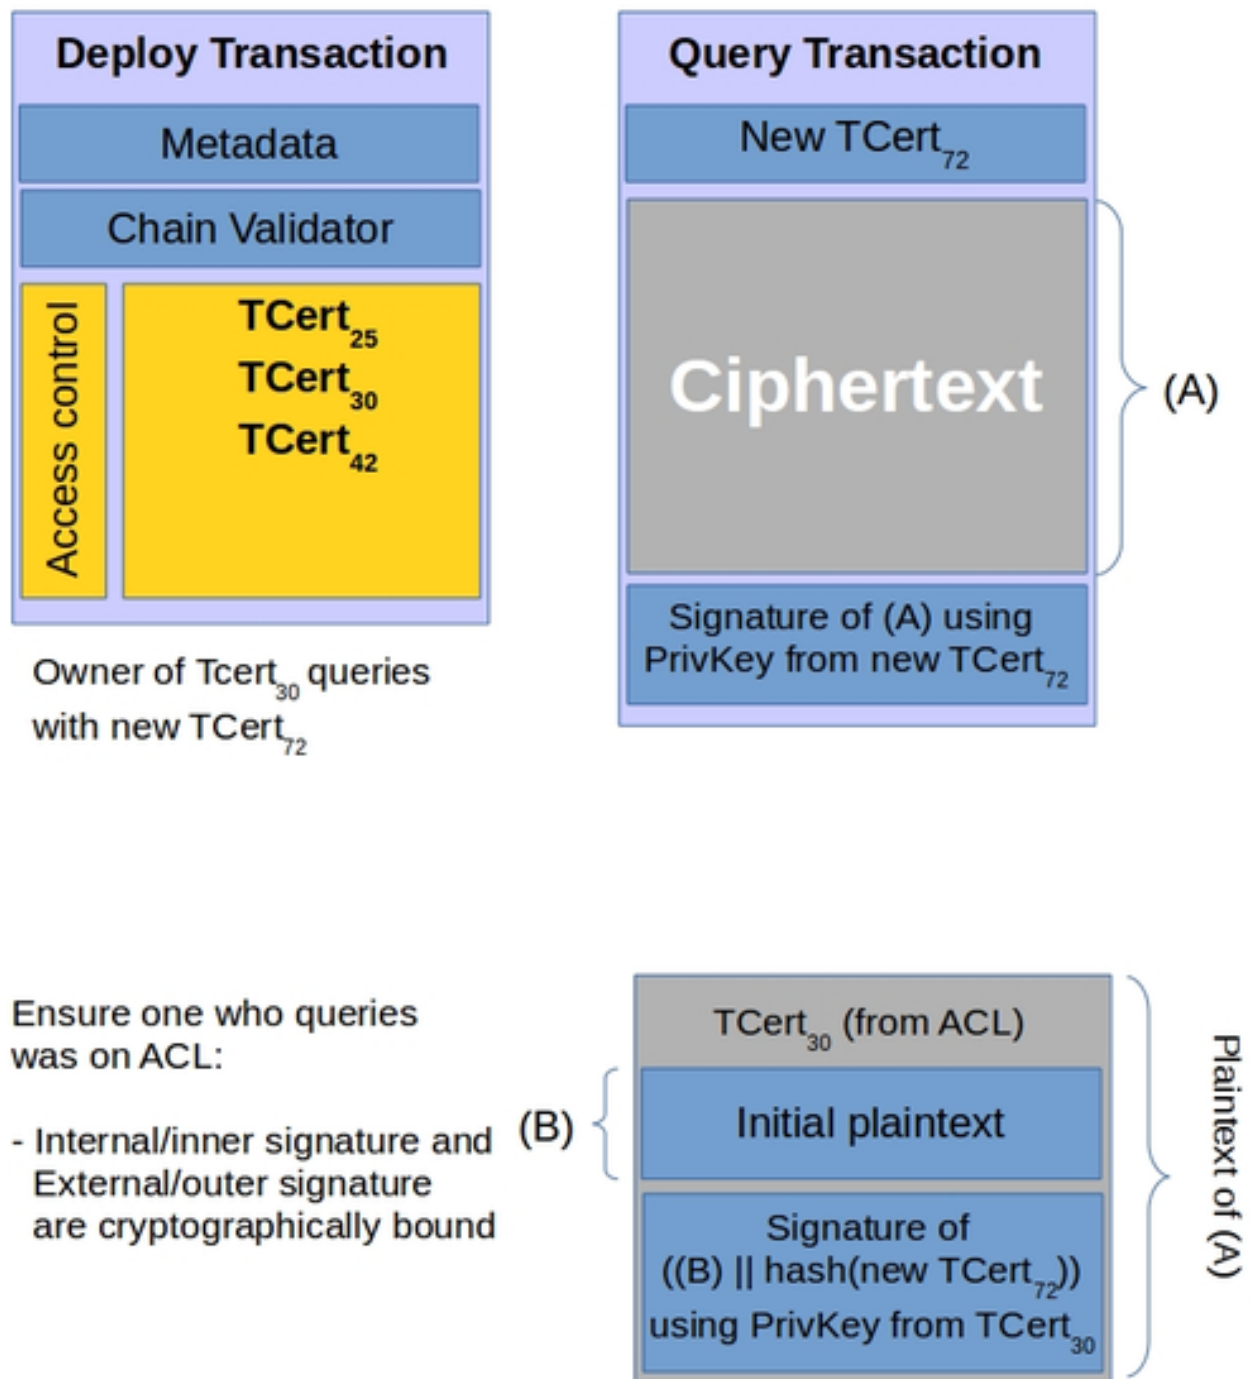 Deploy Transaction
Metadata
Chain Validator
Access control
TCert25
TCert30
TCert42
Owner of Tcert30 queries
with new TCert72
Query Transaction
New TCert72
Ciphertext
(A)
Signature of (A) using
PrivKey from new TCert72
Ensure one who queries
was on ACL:
- Internal/inner signature and
External/outer signature
are cryptographically bound
(B)
TCert30 (from ACL)
Initial plaintext
Signature of
((B) || hash(new TCert72))
using PrivKey from TCert30
Plaintext of (A)